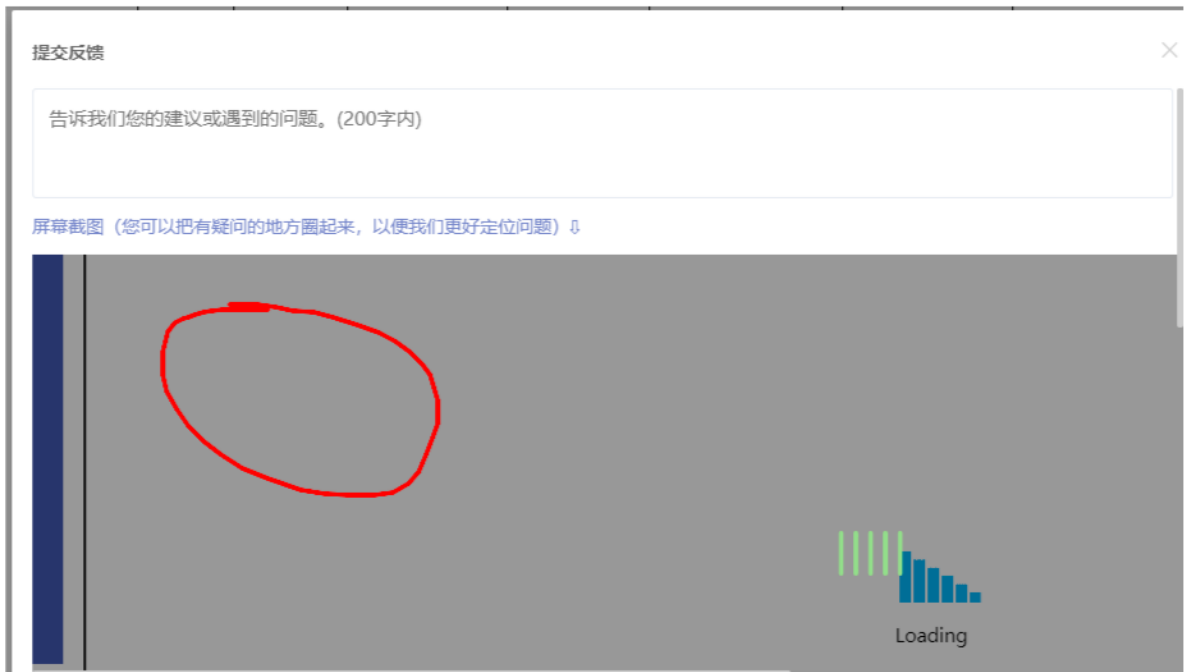 提交反馈
告诉我们您的建议或遇到的问题。(200字内)
屏幕截图（您可以把有疑问的地方圈起来，以便我们更好定位问题）⇩
Loading